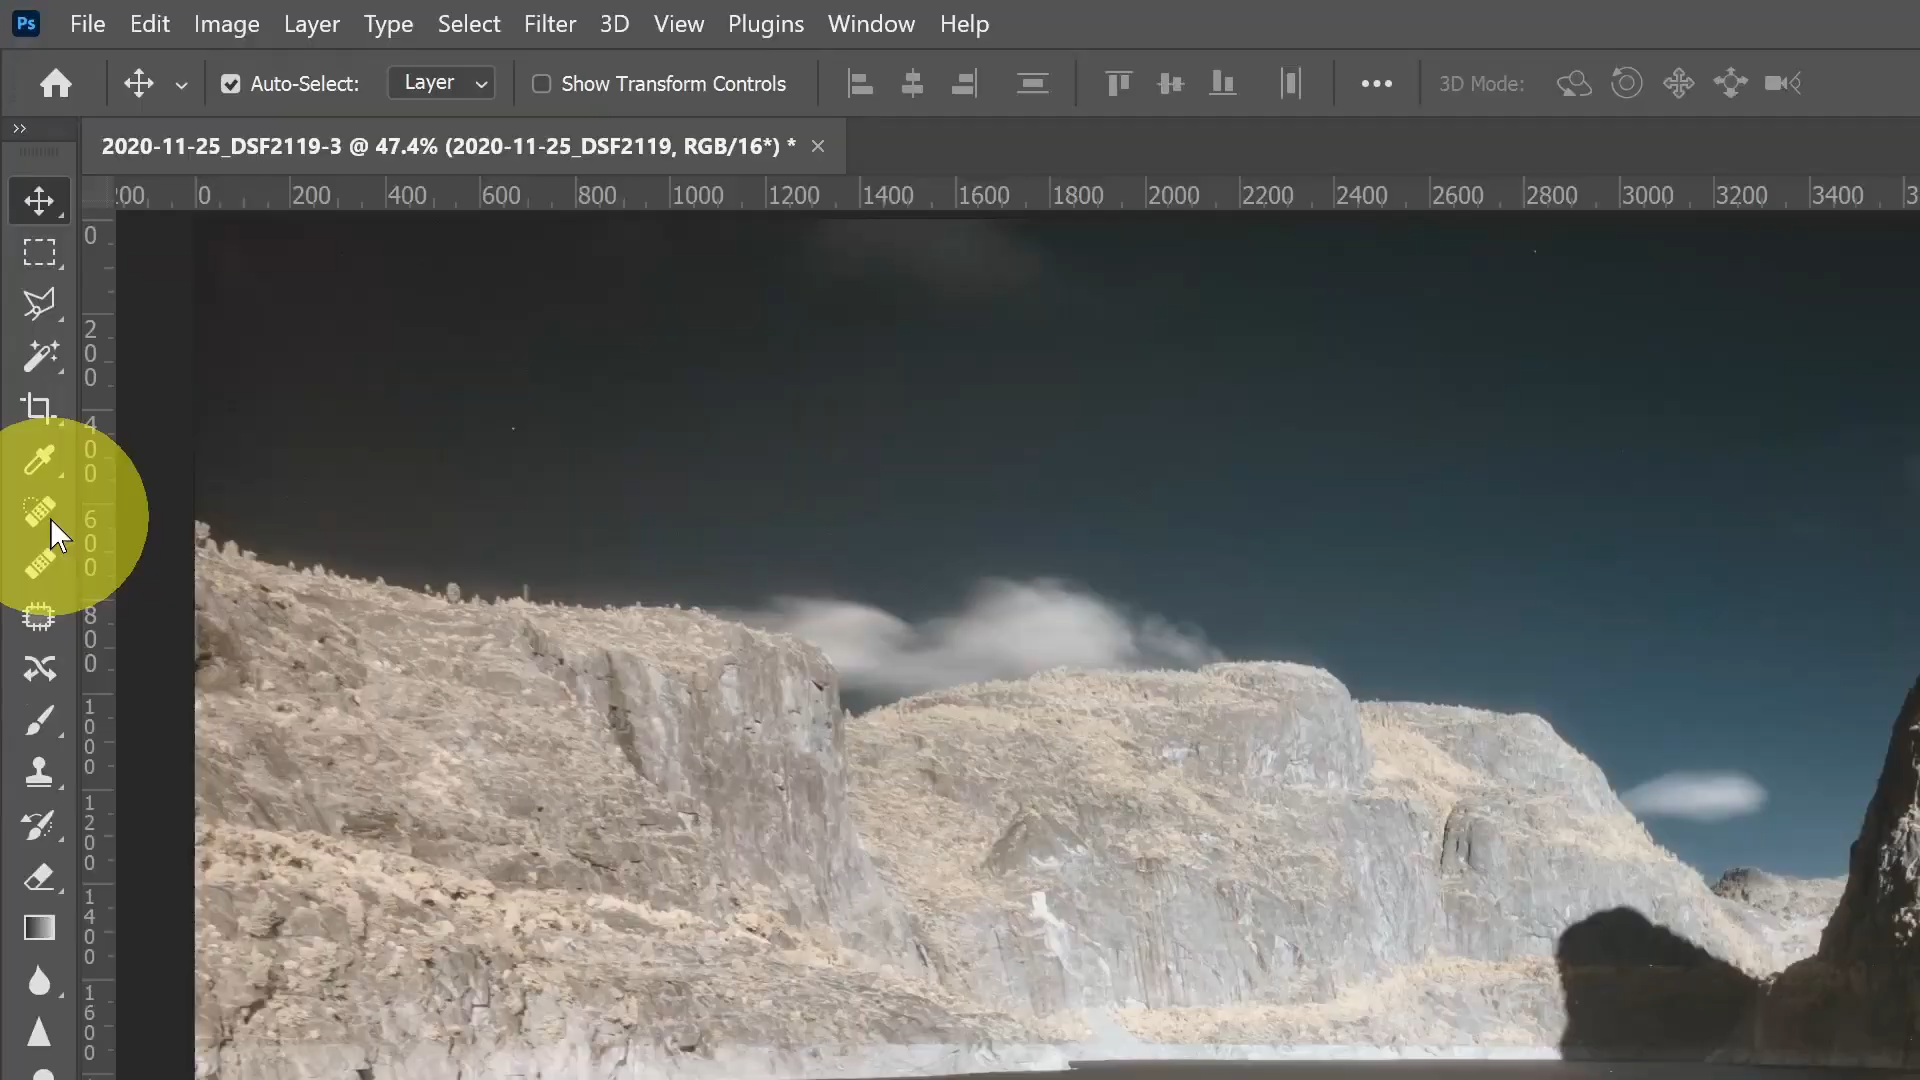 Ps File Edit Image Layer Type Select Filter 3D View Plugins Window Help
Auto-Select: Layer Show Transform Controls 3D Mode:
2020-11-25_DSF2119-3 @ 47.4% (2020-11-25_DSF2119, RGB/16*) *
200 0 200 400 600 800 1000 1200 1400 1600 1800 2000 2200 2400 2600 2800 3000 3200 3400 3
0
200
400
600
800
1000
1200
1400
1600